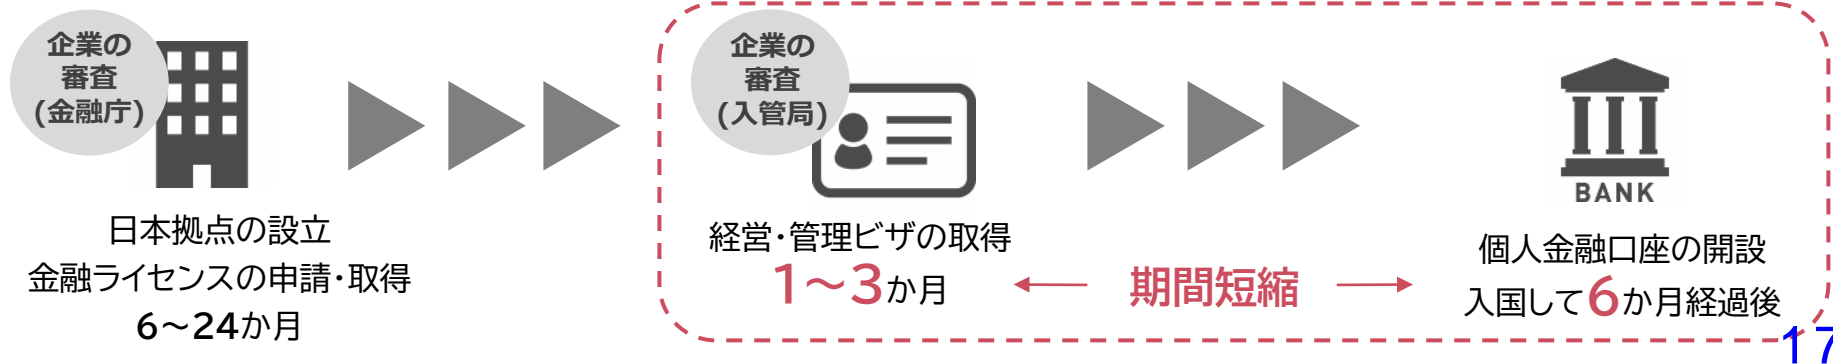 企業の
審査
(金融庁)
日本拠点の設立
金融ライセンスの申請・取得
6～24か月
企業の
審査
(入管局)
経営・管理ビザの取得
1～3か月
期間短縮
BANK
個人金融口座の開設
入国して6か月経過後
17